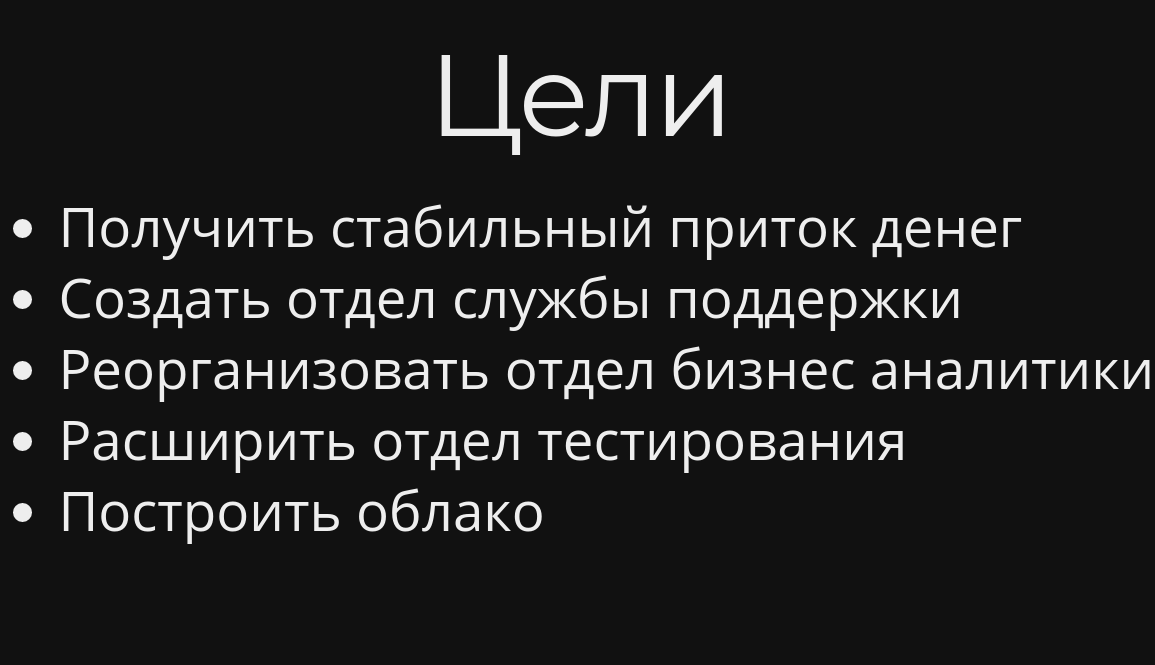 Цели
Получить стабильный приток денег
Создать отдел службы поддержки
Реорганизовать отдел бизнес аналитики
Расширить отдел тестирования
Построить облако